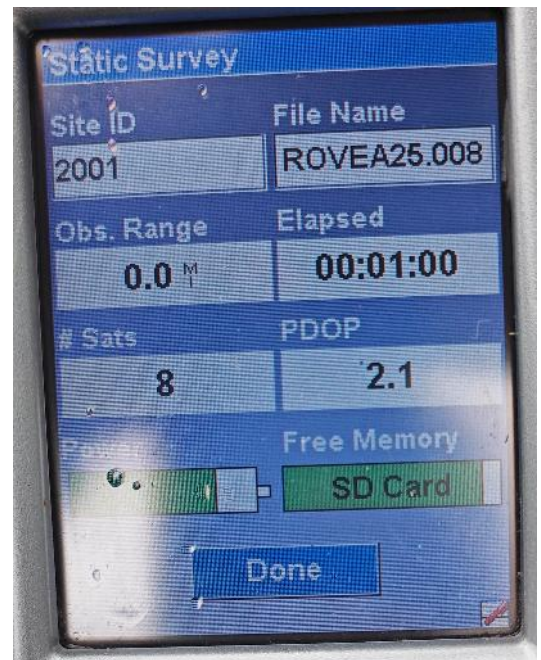 Static Survey
Site ID File Name
2001 ROVEA25.008
Obs. Range Elapsed
0.0 MI 00:01:00
# Sats PDOP
8 2.1
Power Free Memory
SD Card
Done